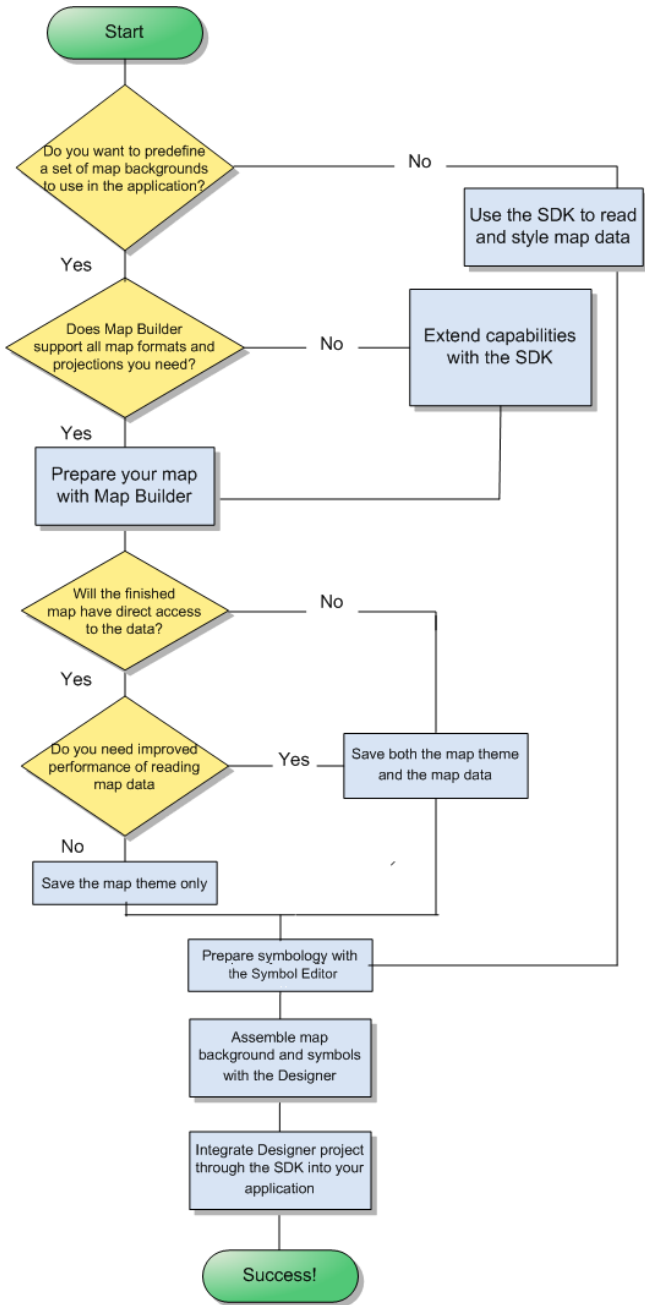 Start
Do you want to predefine
a set of map backgrounds
to use in the application?
No
Use the SDK to read
and style map data
Yes
Does Map Builder
support all map formats and
projections you need?
No
Extend capabilities
with the SDK
Yes
Prepare your map
with Map Builder
Will the finished
map have direct access
to the data?
No
Yes
Do you need improved
performance of reading
map data
Yes
Save both the map theme
and the map data
No
Save the map theme only
Prepare symbology with
the Symbol Editor
Assemble map
background and symbols
with the Designer
Integrate Designer project
through the SDK into your
application
Success!